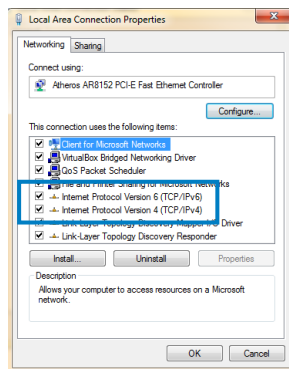 Local Area Connection Properties
Networking
Sharing
Connect using:
Atheros AR8152 PCI-E Fast Ethernet Controller
Configure...
This connection uses the following items:
Client for Microsoft Networks
VirtualBox Bridged Networking Driver
QoS Packet Scheduler
File and Printer Sharing for Microsoft Networks
Internet Protocol Version 6 (TCP/IPv6)
Internet Protocol Version 4 (TCP/IPv4)
Link-Layer Topology Discovery Mapper I/O Driver
Link-Layer Topology Discovery Responder
Install...
Uninstall
Properties
Description
Allows your computer to access resources on a Microsoft
network.
OK
Cancel